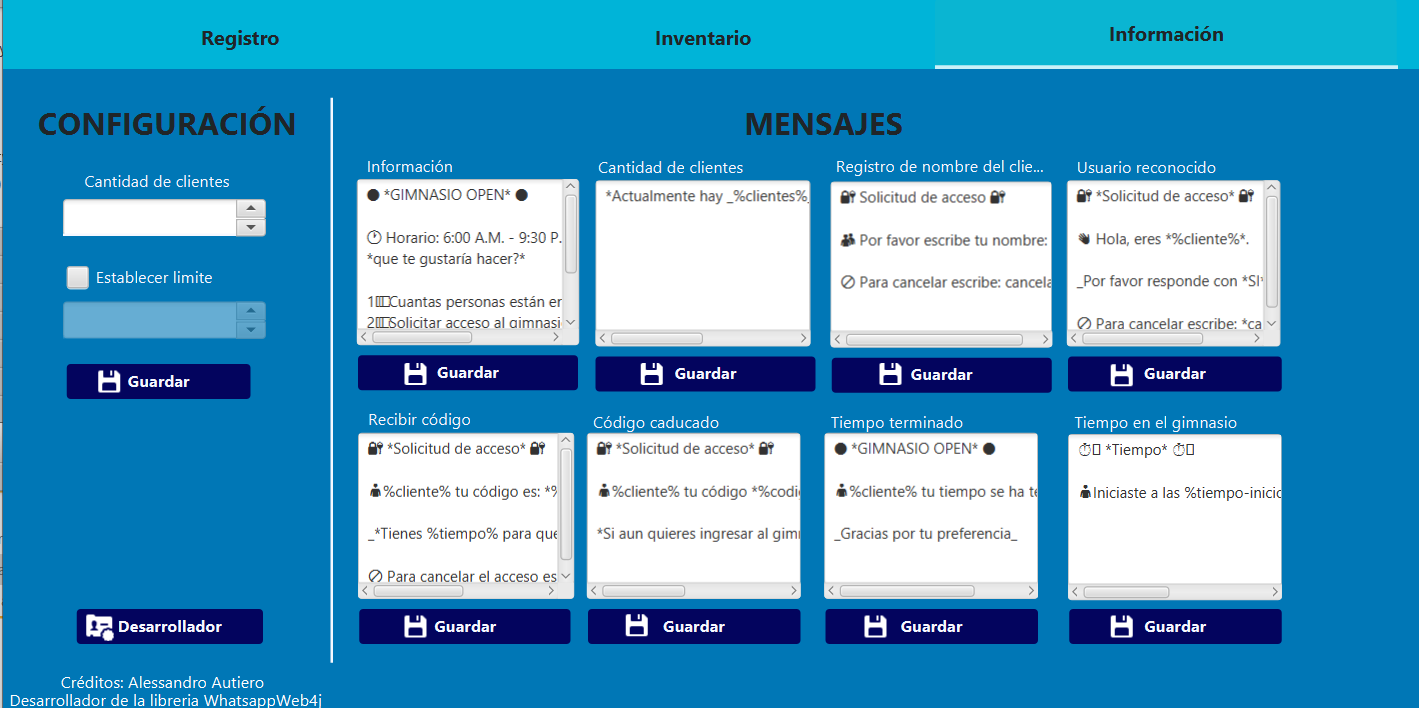 Registro
Inventario
Información
CONFIGURACIÓN
Cantidad de clientes
Establecer limite
Guardar
Desarrollador
Créditos: Alessandro Autiero
Desarrollador de la libreria WhatsappWeb4j
MENSAJES
Información
*GIMNASIO OPEN*
Horario: 6:00 A.M. - 9:30 P.
*que te gustaría hacer?*
1 Cuantas personas están
2 Solicitar acceso al gimnasi
Guardar
Cantidad de clientes
*Actualmente hay _%clientes%_
Guardar
Registro de nombre del clie...
Solicitud de acceso
Por favor escribe tu nombre:
Para cancelar escribe: cancela
Guardar
Usuario reconocido
*Solicitud de acceso*
Hola, eres *%cliente%*.
_Por favor responde con *SI*
Para cancelar escribe: *ca
Guardar
Recibir código
*Solicitud de acceso*
%cliente% tu código es: *%
_*Tienes %tiempo% para que
Para cancelar el acceso es
Guardar
Código caducado
*Solicitud de acceso*
%cliente% tu código *%codi
*Si aun quieres ingresar al gim
Guardar
Tiempo terminado
*GIMNASIO OPEN*
%cliente% tu tiempo se ha te
_Gracias por tu preferencia_
Guardar
Tiempo en el gimnasio
*Tiempo*
Iniciaste a las %tiempo-inicio
Guardar